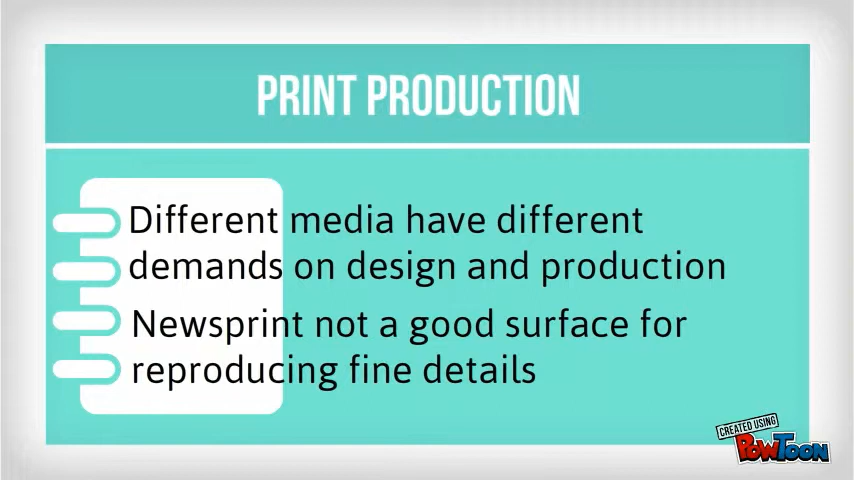 PRINT PRODUCTION
Different media have different
demands on design and production
Newsprint not a good surface for
reproducing fine details
CREATED USING
POWTOON